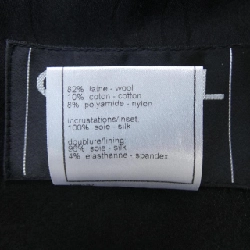 82% laine - wool
10% coton - cotton
8% polyamide - nylon
incrustations/inset
100% soie - silk
doublure/lining
96% soie - silk
4% elasthanne - spandex